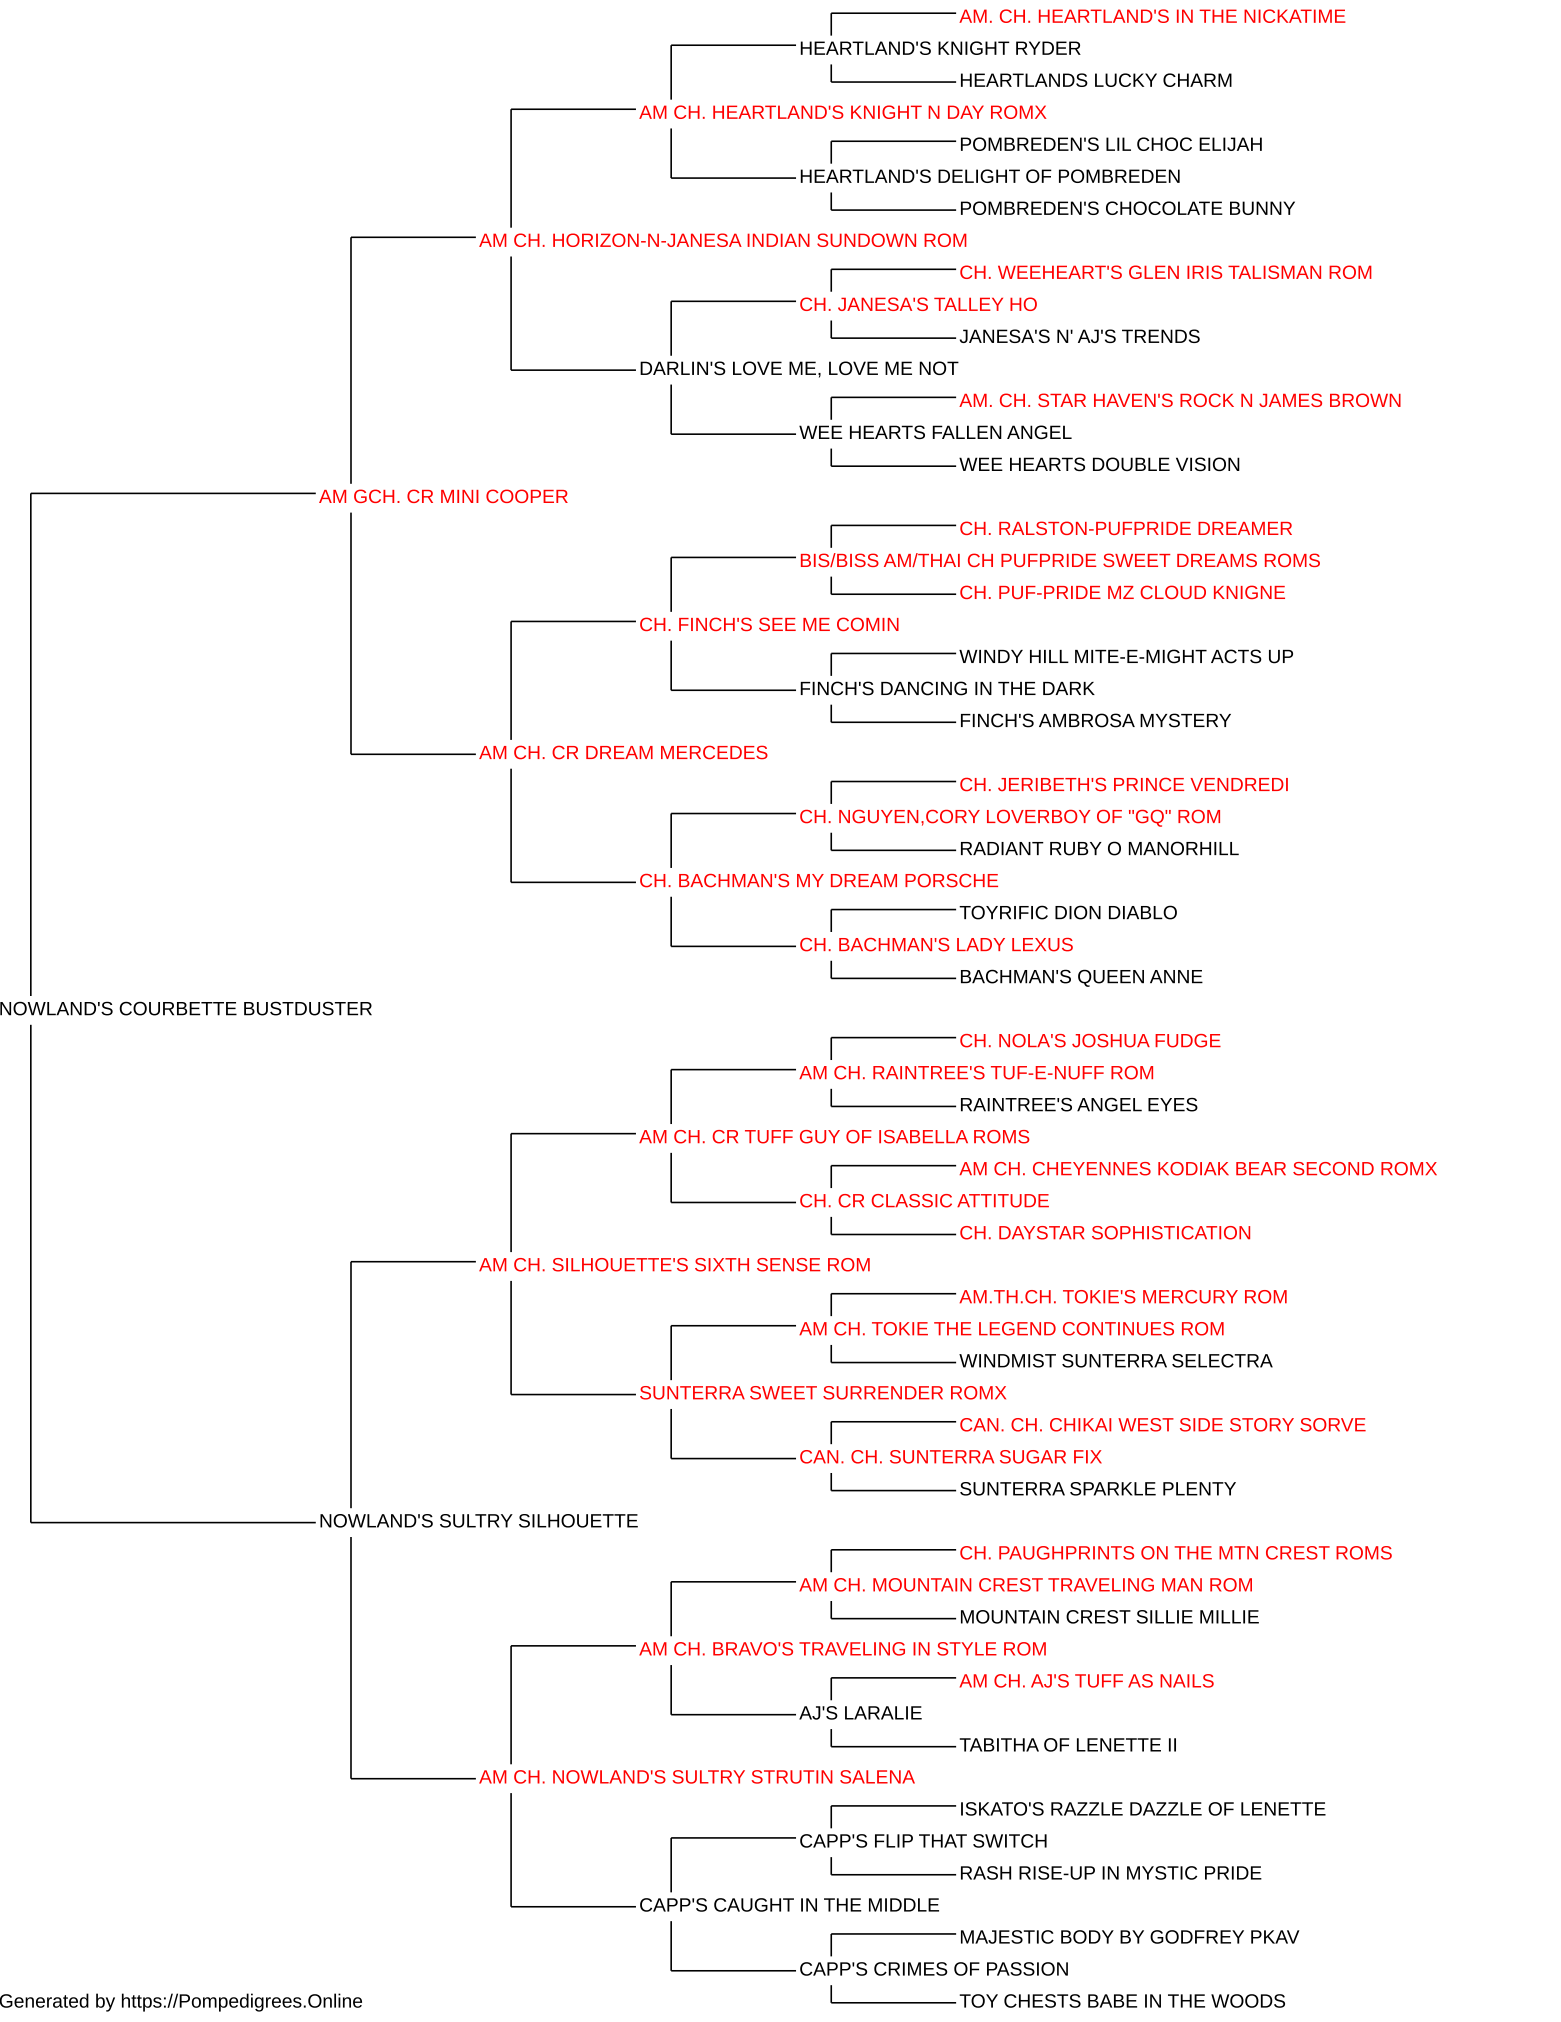 AM. CH. HEARTLAND'S IN THE NICKATIME
HEARTLAND'S KNIGHT RYDER
HEARTLANDS LUCKY CHARM
AM CH. HEARTLAND'S KNIGHT N DAY ROMX
POMBREDEN'S LIL CHOC ELIJAH
HEARTLAND'S DELIGHT OF POMBREDEN
POMBREDEN'S CHOCOLATE BUNNY
AM CH. HORIZON-N-JANESA INDIAN SUNDOWN ROM
CH. WEEHEART'S GLEN IRIS TALISMAN ROM
CH. JANESA'S TALLEY HO
JANESA'S N' AJ'S TRENDS
DARLIN'S LOVE ME, LOVE ME NOT
AM. CH. STAR HAVEN'S ROCK N JAMES BROWN
WEE HEARTS FALLEN ANGEL
WEE HEARTS DOUBLE VISION
AM GCH. CR MINI COOPER
CH. RALSTON-PUFPRIDE DREAMER
BIS/BISS AM/THAI CH PUFPRIDE SWEET DREAMS ROMS
CH. PUF-PRIDE MZ CLOUD KNIGNE
CH. FINCH'S SEE ME COMIN
WINDY HILL MITE-E-MIGHT ACTS UP
FINCH'S DANCING IN THE DARK
FINCH'S AMBROSA MYSTERY
AM CH. CR DREAM MERCEDES
CH. JERIBETH'S PRINCE VENDREDI
CH. NGUYEN,CORY LOVERBOY OF "GQ" ROM
RADIANT RUBY O MANORHILL
CH. BACHMAN'S MY DREAM PORSCHE
TOYRIFIC DION DIABLO
CH. BACHMAN'S LADY LEXUS
BACHMAN'S QUEEN ANNE
NOWLAND'S COURBETTE BUSTDUSTER
CH. NOLA'S JOSHUA FUDGE
AM CH. RAINTREE'S TUF-E-NUFF ROM
RAINTREE'S ANGEL EYES
AM CH. CR TUFF GUY OF ISABELLA ROMS
AM CH. CHEYENNES KODIAK BEAR SECOND ROMX
CH. CR CLASSIC ATTITUDE
CH. DAYSTAR SOPHISTICATION
AM CH. SILHOUETTE'S SIXTH SENSE ROM
AM.TH.CH. TOKIE'S MERCURY ROM
AM CH. TOKIE THE LEGEND CONTINUES ROM
WINDMIST SUNTERRA SELECTRA
SUNTERRA SWEET SURRENDER ROMX
CAN. CH. CHIKAI WEST SIDE STORY SORVE
CAN. CH. SUNTERRA SUGAR FIX
SUNTERRA SPARKLE PLENTY
NOWLAND'S SULTRY SILHOUETTE
CH. PAUGHPRINTS ON THE MTN CREST ROMS
AM CH. MOUNTAIN CREST TRAVELING MAN ROM
MOUNTAIN CREST SILLIE MILLIE
AM CH. BRAVO'S TRAVELING IN STYLE ROM
AM CH. AJ'S TUFF AS NAILS
AJ'S LARALIE
TABITHA OF LENETTE II
AM CH. NOWLAND'S SULTRY STRUTIN SALENA
ISKATO'S RAZZLE DAZZLE OF LENETTE
CAPP'S FLIP THAT SWITCH
RASH RISE-UP IN MYSTIC PRIDE
CAPP'S CAUGHT IN THE MIDDLE
MAJESTIC BODY BY GODFREY PKAV
CAPP'S CRIMES OF PASSION
TOY CHESTS BABE IN THE WOODS
Generated by https://Pompedigrees.Online